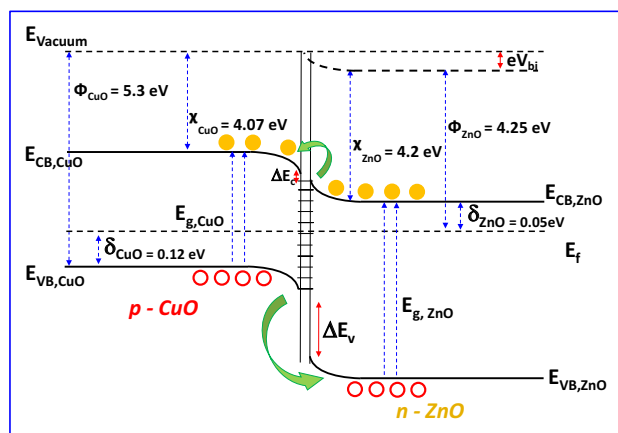 E_Vacuum
eV_bi
Φ_CuO = 5.3 eV
χ_CuO = 4.07 eV
Φ_ZnO = 4.25 eV
χ_ZnO = 4.2 eV
E_CB,CuO
ΔE_c
E_CB,ZnO
E_g,CuO
δ_ZnO = 0.05eV
δ_CuO = 0.12 eV
E_f
E_VB,CuO
E_g, ZnO
p - CuO
ΔE_v
E_VB,ZnO
n - ZnO